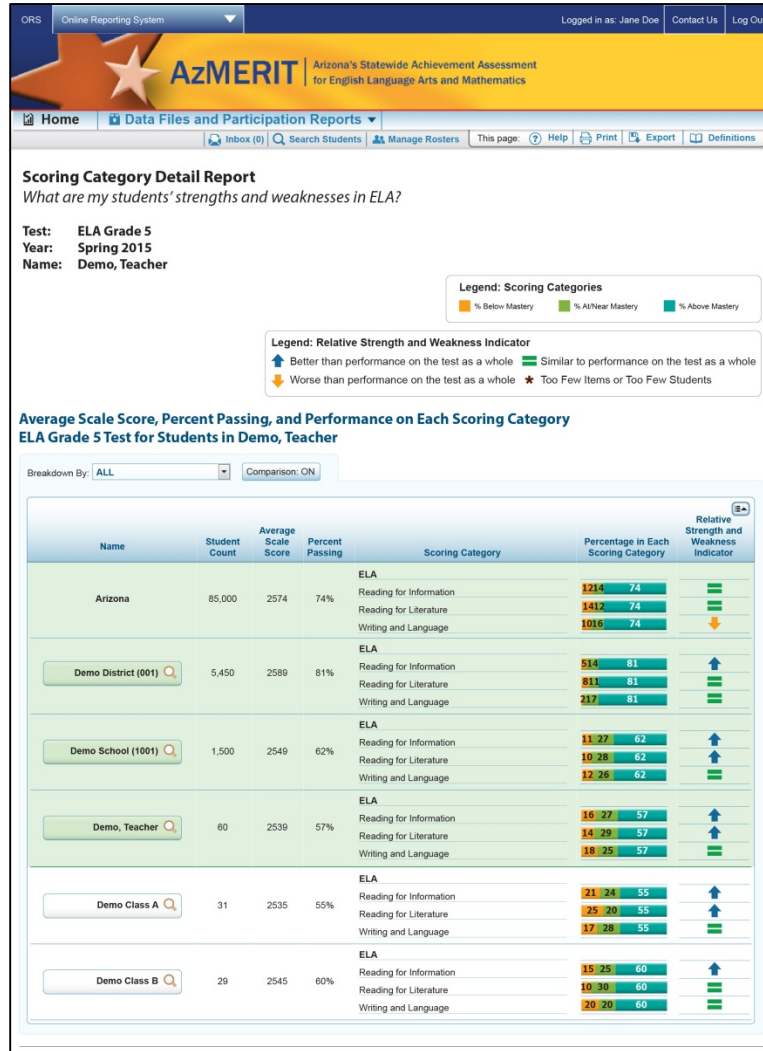 ORS Online Reporting System Logged in as: Jane Doe Contact Us Log Ou
AzMERIT Arizona's Statewide Achievement Assessment
for English Language Arts and Mathematics
Home Data Files and Participation Reports
Inbox (0) Search Students Manage Rosters This page: ? Help Print Export Definitions
Scoring Category Detail Report
What are my students' strengths and weaknesses in ELA?
Test: ELA Grade 5
Year: Spring 2015
Name: Demo, Teacher
Legend: Scoring Categories
% Below Mastery % At/Near Mastery % Above Mastery
Legend: Relative Strength and Weakness Indicator
Better than performance on the test as a whole Similar to performance on the test as a whole
Worse than performance on the test as a whole * Too Few Items or Too Few Students
Average Scale Score, Percent Passing, and Performance on Each Scoring Category
ELA Grade 5 Test for Students in Demo, Teacher
Breakdown By: ALL Comparison: ON
Name Student Count Average Scale Score Percent Passing Scoring Category Percentage in Each Scoring Category Relative Strength and Weakness Indicator
ELA
Arizona 85,000 2574 74% Reading for Information 12 14 74
Reading for Literature 14 12 74
Writing and Language 10 16 74
ELA
Demo District (001) 5,450 2589 81% Reading for Information 5 14 81
Reading for Literature 8 11 81
Writing and Language 2 17 81
ELA
Demo School (1001) 1,500 2549 62% Reading for Information 11 27 62
Reading for Literature 10 28 62
Writing and Language 12 26 62
ELA
Demo, Teacher 60 2539 57% Reading for Information 16 27 57
Reading for Literature 14 29 57
Writing and Language 18 25 57
ELA
Demo Class A 31 2535 55% Reading for Information 21 24 55
Reading for Literature 25 20 55
Writing and Language 17 28 55
ELA
Demo Class B 29 2545 60% Reading for Information 15 25 60
Reading for Literature 10 30 60
Writing and Language 20 20 60